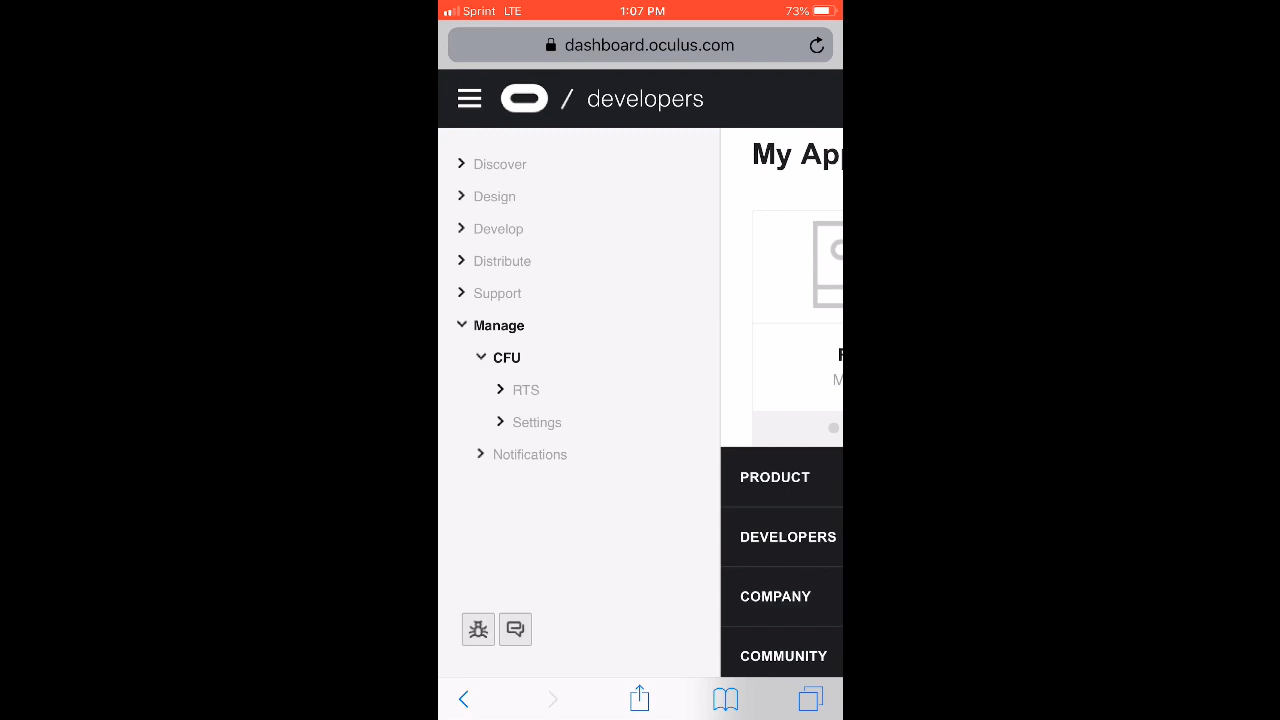 Sprint LTE 1:07 PM 73%
dashboard.oculus.com
/ developers
Discover
Design
Develop
Distribute
Support
Manage
CFU
RTS
Settings
Notifications
My App
PRODUCT
DEVELOPERS
COMPANY
COMMUNITY